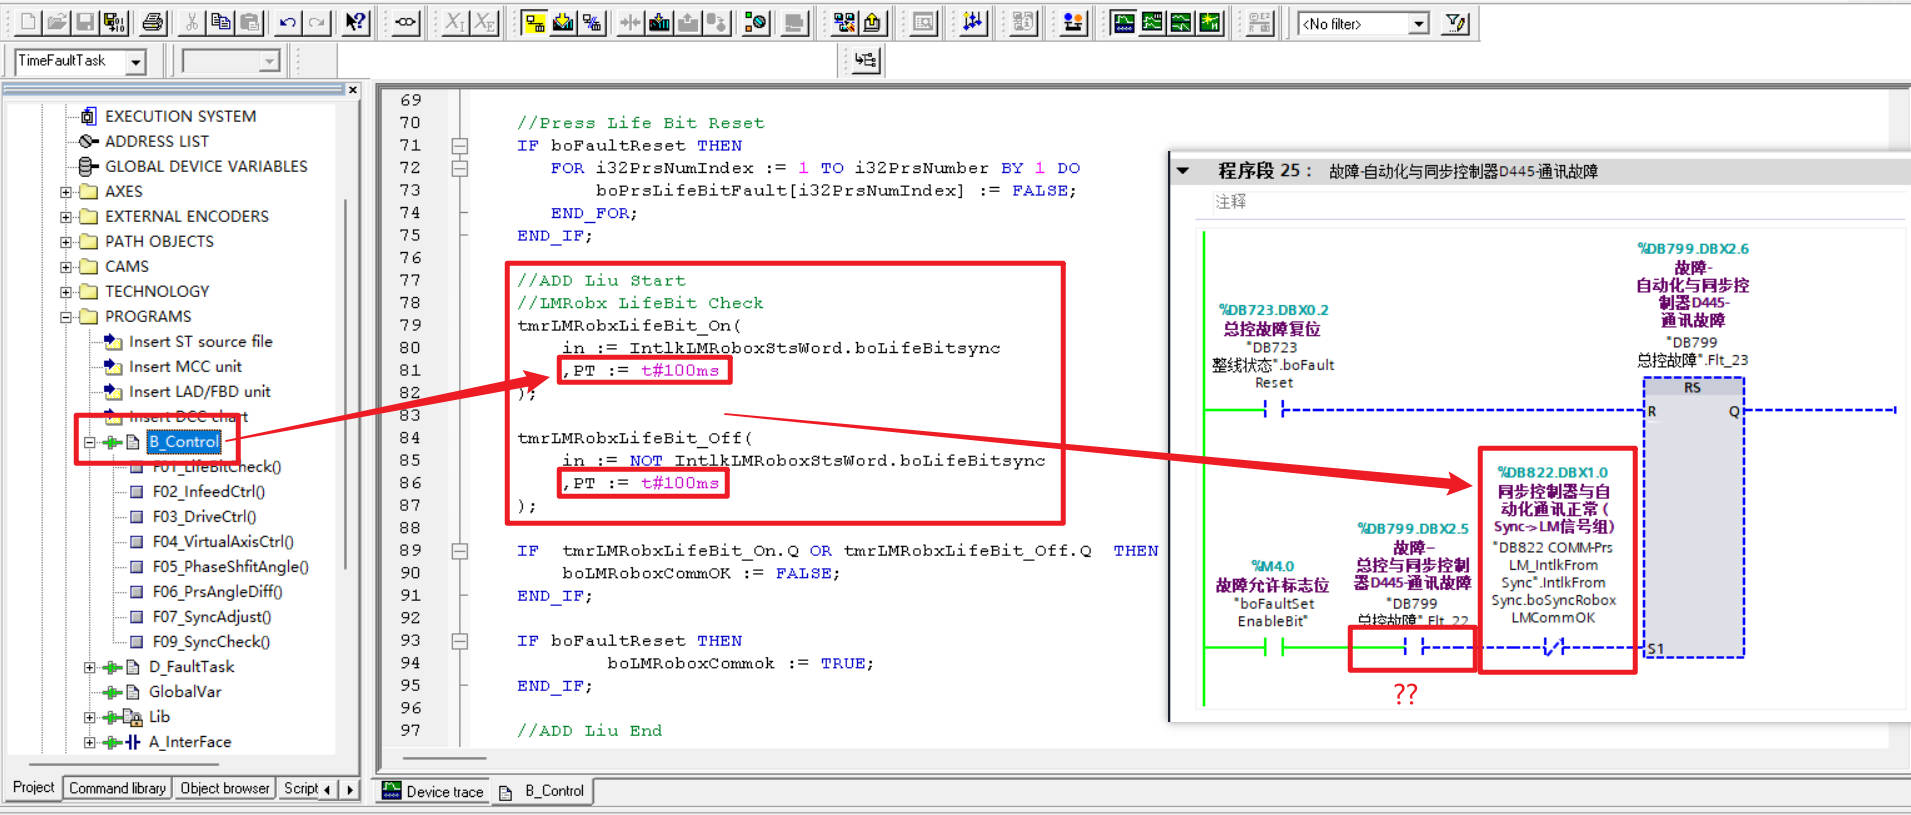 <No filter>
TimeFaultTask
EXECUTION SYSTEM
ADDRESS LIST
GLOBAL DEVICE VARIABLES
AXES
EXTERNAL ENCODERS
PATH OBJECTS
CAMS
TECHNOLOGY
PROGRAMS
Insert ST source file
Insert MCC unit
Insert LAD/FBD unit
Insert DCC chart
B_Control
F01_LifeBitCheck()
F02_InfeedCtrl()
F03_DriveCtrl()
F04_VirtualAxisCtrl()
F05_PhaseShfitAngle()
F06_PrsAngleDiff()
F07_SyncAdjust()
F09_SyncCheck()
D_FaultTask
GlobalVar
Lib
A_InterFace
Project
Command library
Object browser
Script
69
70 //Press Life Bit Reset
71 IF boFaultReset THEN
72 FOR i32PrsNumIndex := 1 TO i32PrsNumber BY 1 DO
73 boPrsLifeBitFault[i32PrsNumIndex] := FALSE;
74 END_FOR;
75 END_IF;
76
77 //ADD Liu Start
78 //LMRobx LifeBit Check
79 tmrLMRobxLifeBit_On(
80 in := IntlkLMRoboxStsWord.boLifeBitsync
81 ,PT := t#100ms
82 );
83
84 tmrLMRobxLifeBit_Off(
85 in := NOT IntlkLMRoboxStsWord.boLifeBitsync
86 ,PT := t#100ms
87 );
88
89 IF tmrLMRobxLifeBit_On.Q OR tmrLMRobxLifeBit_Off.Q THEN
90 boLMRoboxCommOK := FALSE;
91 END_IF;
92
93 IF boFaultReset THEN
94 boLMRoboxCommok := TRUE;
95 END_IF;
96
97 //ADD Liu End
Device trace
B_Control
程序段 25： 故障-自动化与同步控制器D445-通讯故障
注释
%DB723.DBX0.2
总控故障复位
"DB723
整线状态".boFault
Reset
%DB799.DBX2.6
故障-
自动化与同步控
制器D445-
通讯故障
"DB799
总控故障".Flt_23
RS
R
Q
%M4.0
故障允许标志位
"boFaultSet
EnableBit"
%DB799.DBX2.5
故障-
总控与同步控制
器D445-通讯故障
"DB799
总控故障".Flt_22
%DB822.DBX1.0
同步控制器与自
动化通讯正常 (
Sync->LM信号组)
"DB822 COMM-Prs
LM_IntlkFrom
Sync".IntlkFrom
Sync.boSyncRobox
LMCommOK
S1
??